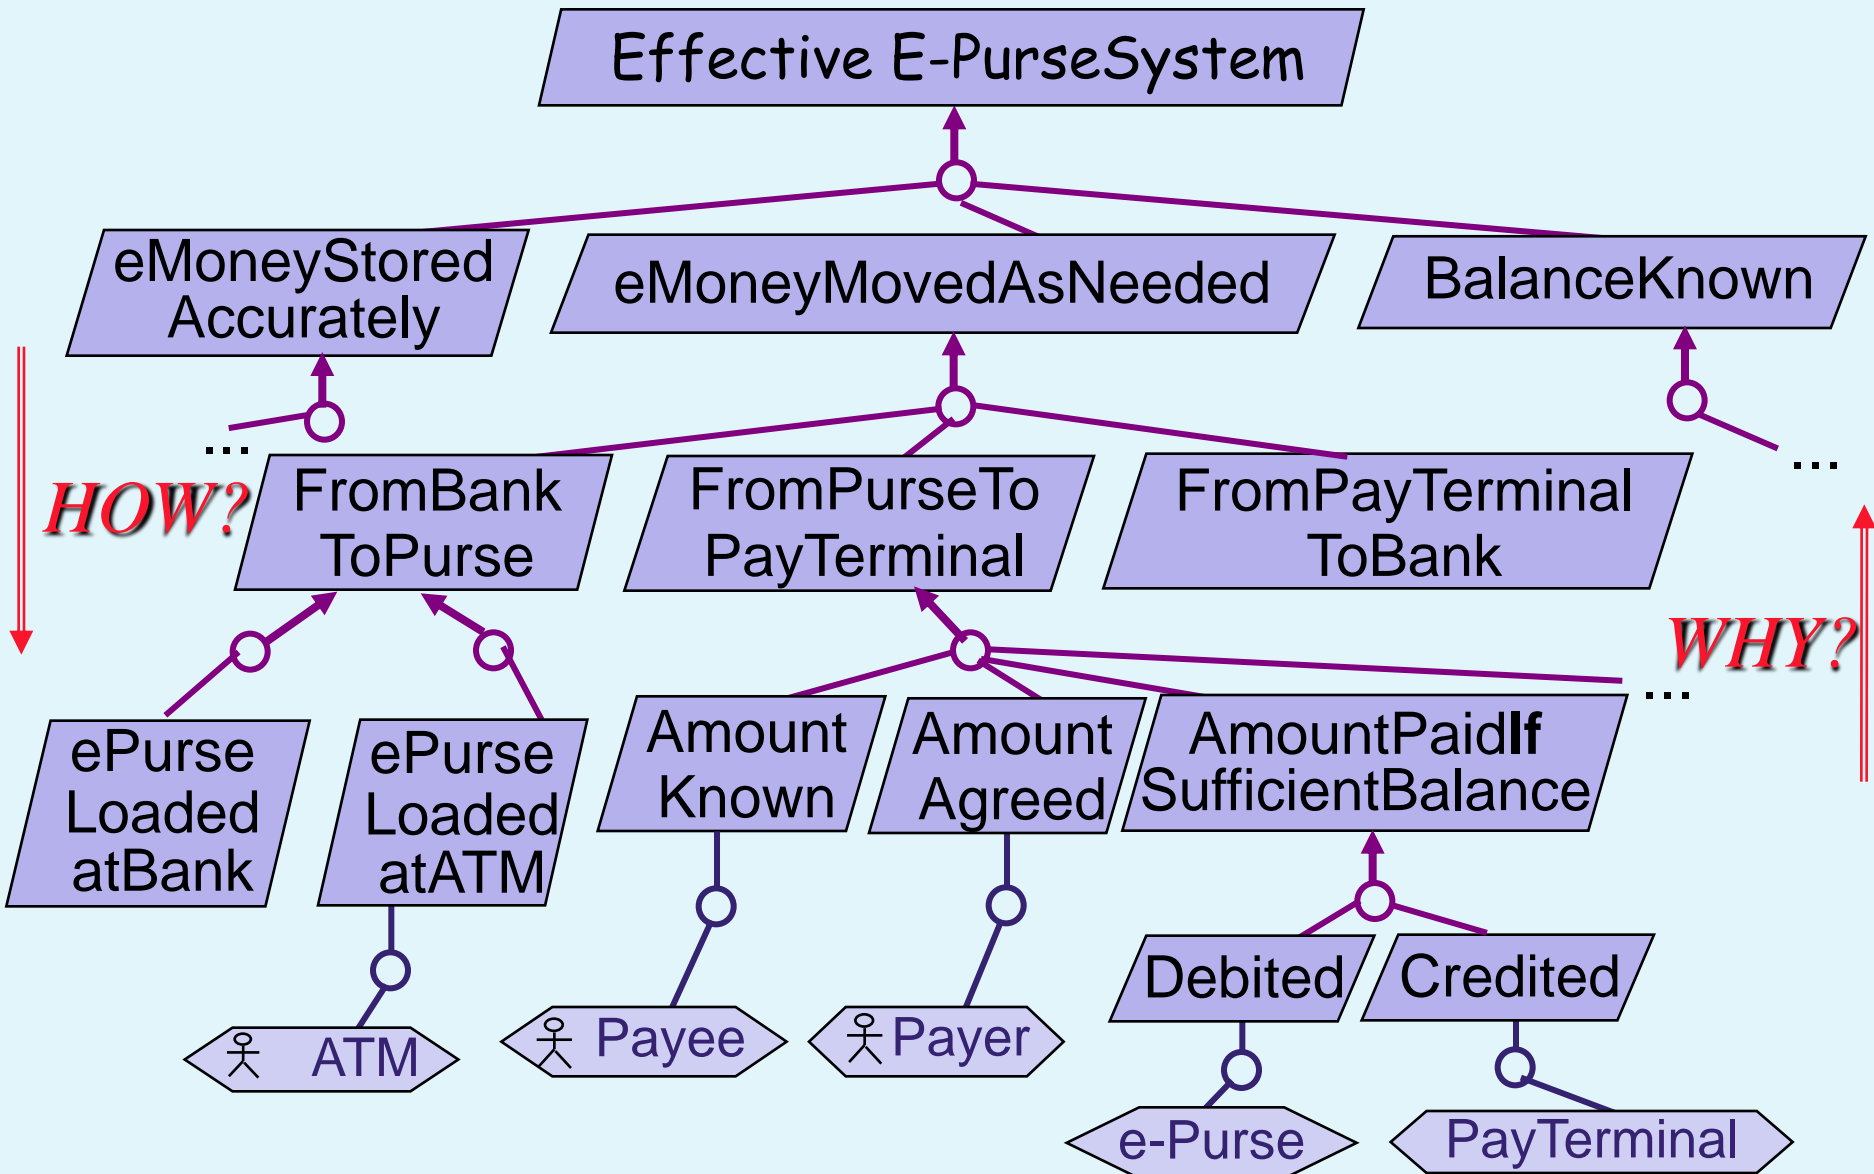 Effective E-PurseSystem
eMoneyStored
Accurately
eMoneyMovedAsNeeded
BalanceKnown
...
...
HOW?
FromBank
ToPurse
FromPurseTo
PayTerminal
FromPayTerminal
ToBank
WHY?
...
ePurse
Loaded
atBank
ePurse
Loaded
atATM
Amount
Known
Amount
Agreed
AmountPaidIf
SufficientBalance
Debited
Credited
ATM
Payee
Payer
e-Purse
PayTerminal